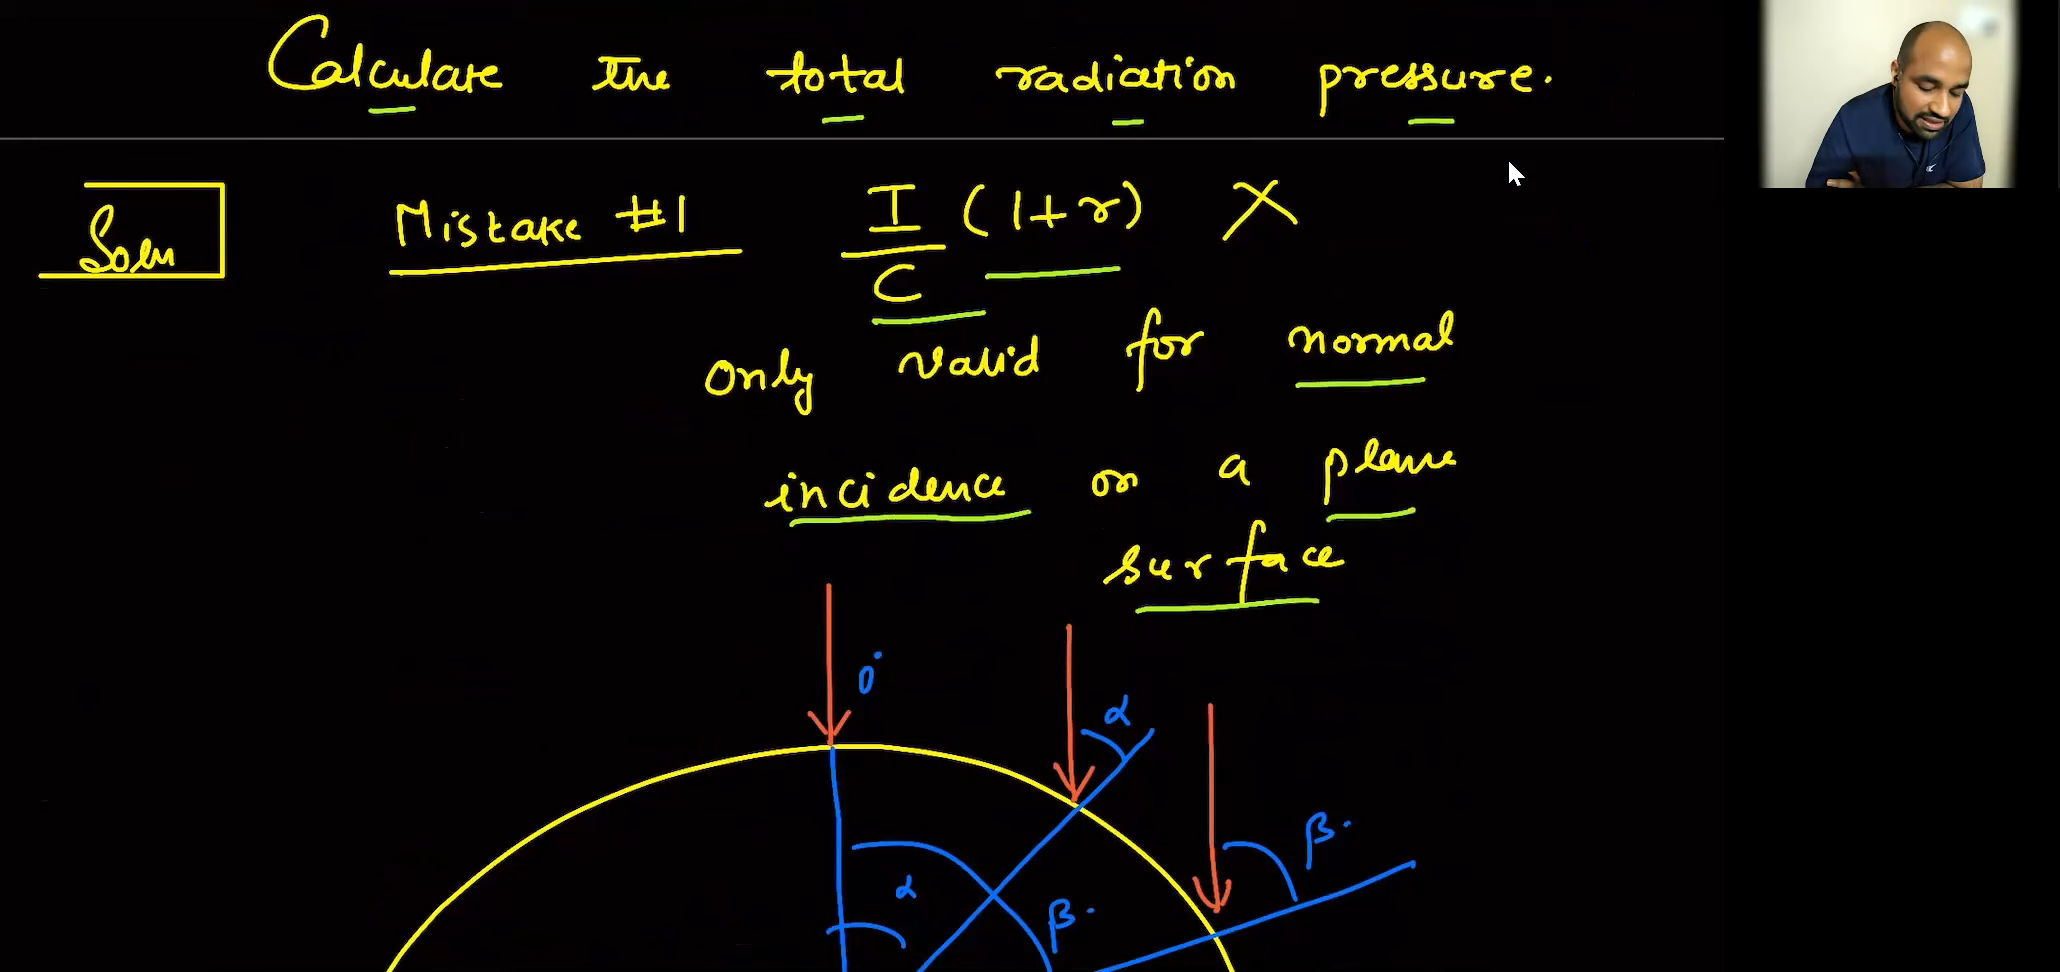 Calculate the total radiation pressure.
Soln
Mistake #1 I/C (1+r) X
Only valid for normal
incidence on a plane
surface
0°
α
β.
α
β.